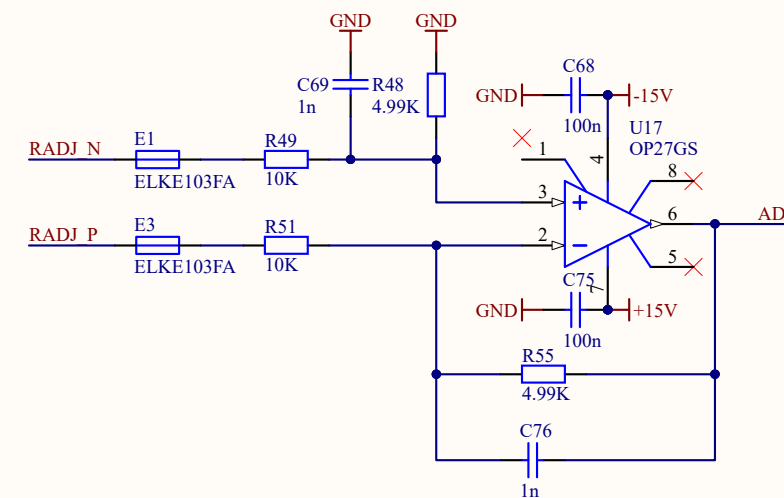 GND GND
C68
C69 R48
GND -15V
1n 4.99K
100n
U17
OP27GS
E1 R49
1 4
RADJ_N
8
ELKE103FA 10K
3
6 AD
E3 R51
2
RADJ_P
5
ELKE103FA 10K
C75 7
GND +15V
100n
R55
4.99K
C76
1n